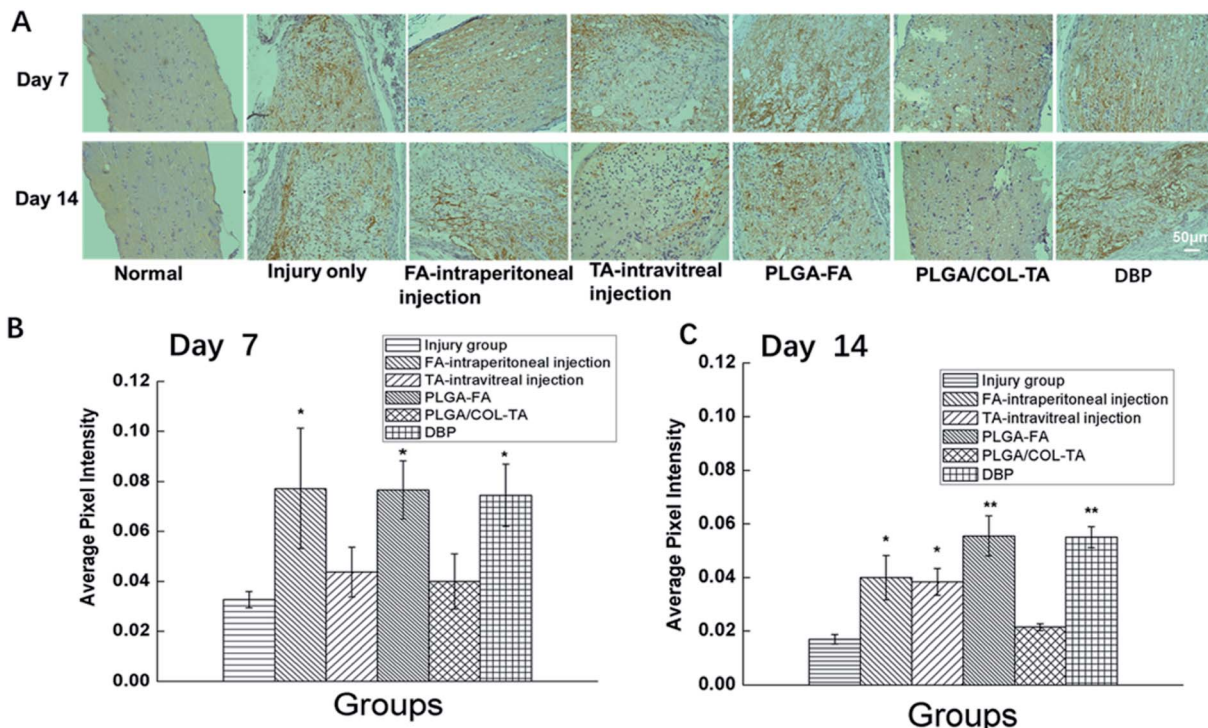 A
Day 7
Day 14
50μm
Normal
Injury only
FA-intraperitoneal
injection
TA-intravitreal
injection
PLGA-FA
PLGA/COL-TA
DBP
B
Day 7
Injury group
FA-intraperitoneal injection
TA-intravitreal injection
PLGA-FA
PLGA/COL-TA
DBP
Average Pixel Intensity
0.12
0.10
0.08
0.06
0.04
0.02
0.00
*
*
*
Groups
C
Day 14
Injury group
FA-intraperitoneal injection
TA-intravitreal injection
PLGA-FA
PLGA/COL-TA
DBP
Average Pixel Intensity
0.12
0.10
0.08
0.06
0.04
0.02
0.00
*
*
**
**
Groups